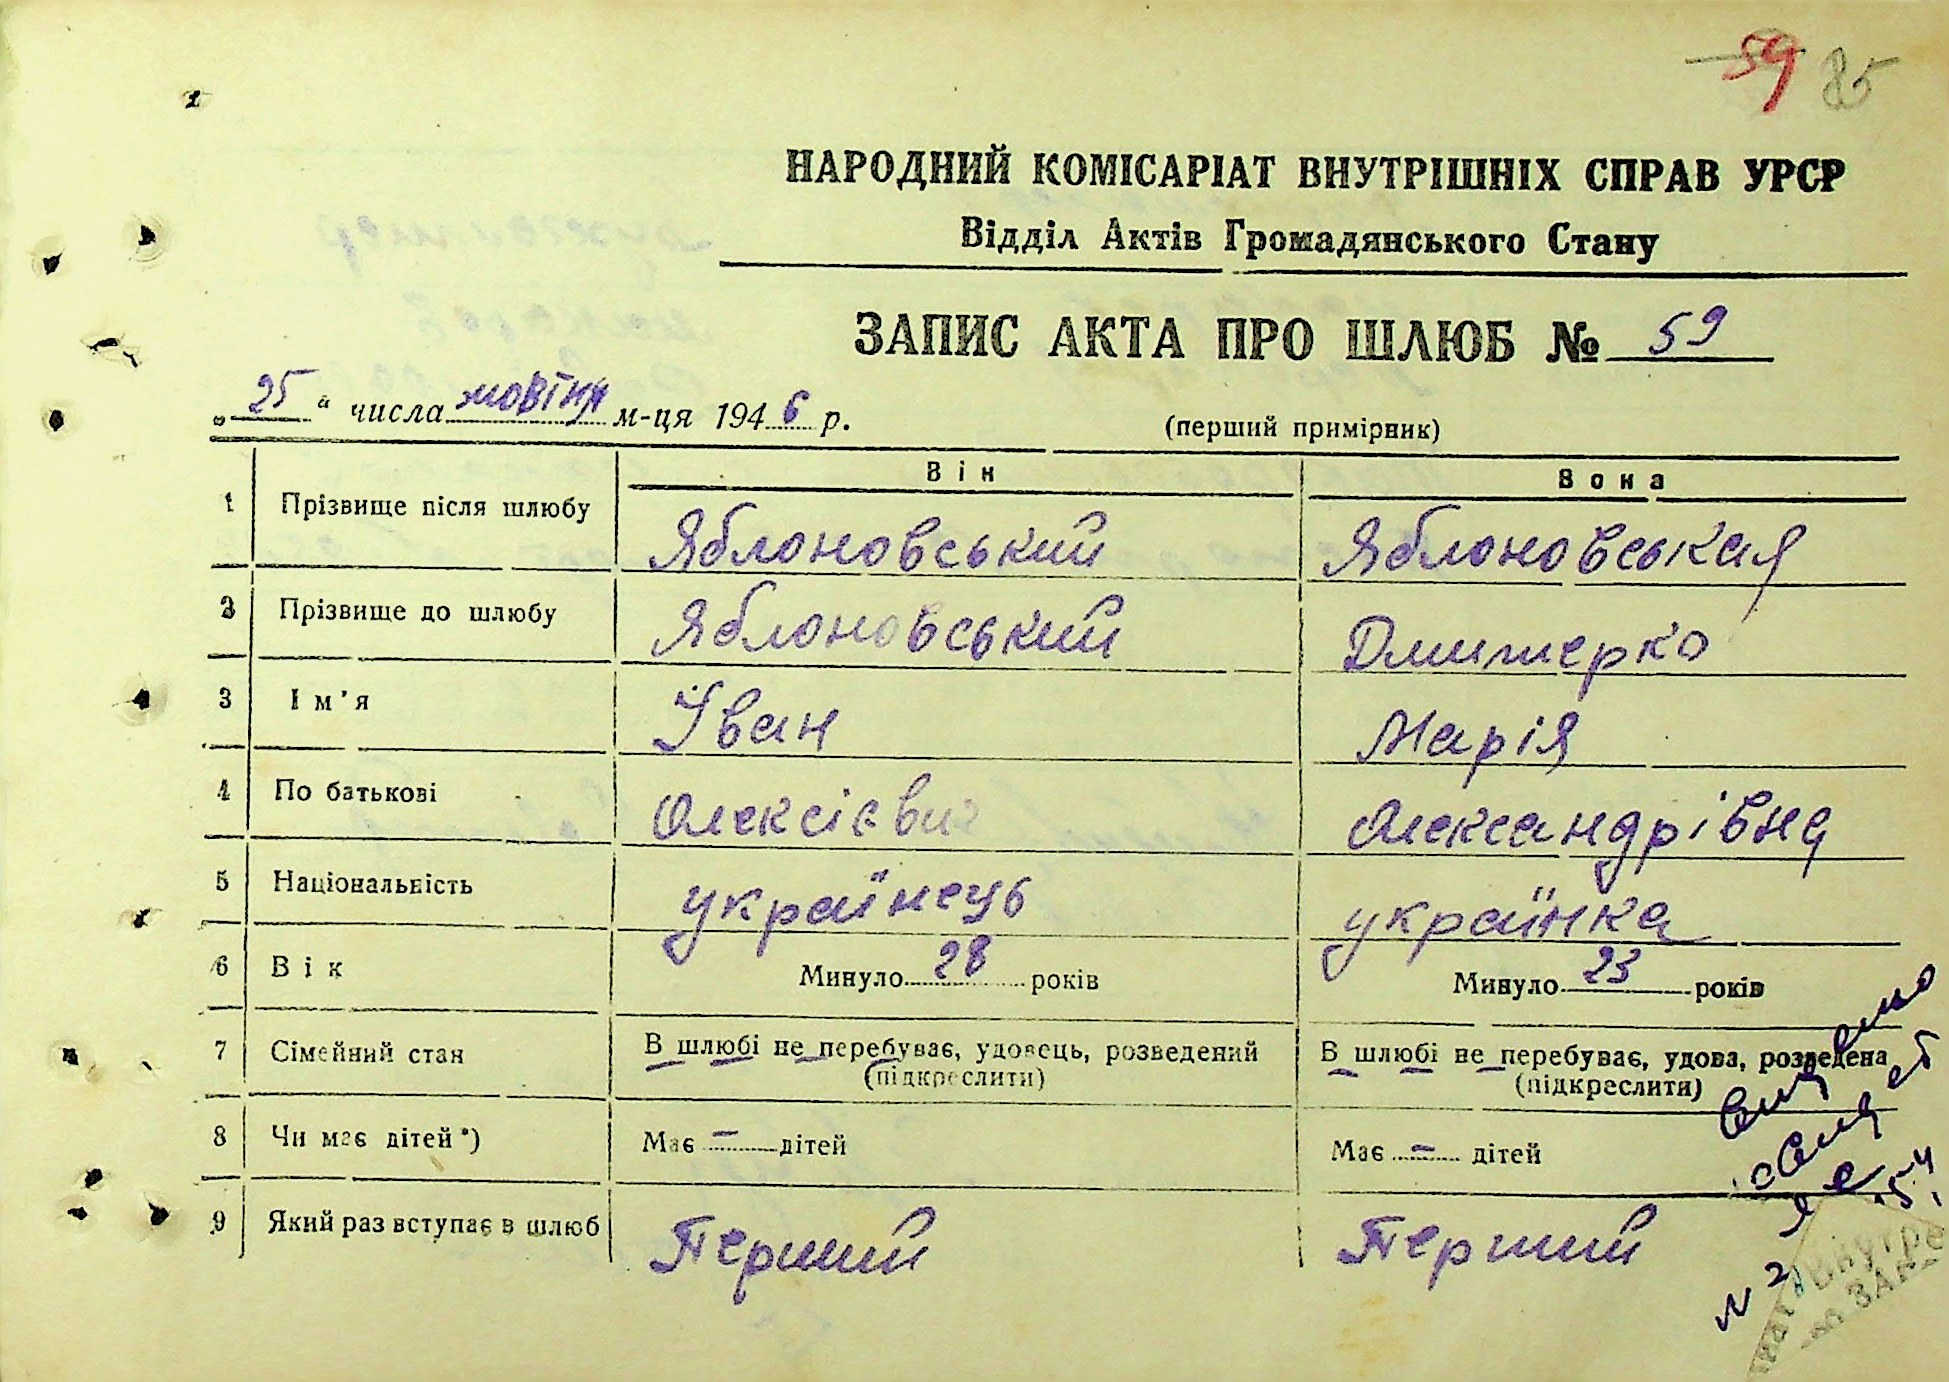 59 85
НАРОДНИЙ КОМІСАРІАТ ВНУТРІШНІХ СПРАВ УРСР
Відділ Актів Громадянського Стану
ЗАПИС АКТА ПРО ШЛЮБ № 59
„25“ числа жовтня м-ця 1946 р. (перший примірник)
Він Вона
1 Прізвище після шлюбу Яблоновський Яблоновськая
2 Прізвище до шлюбу Яблоновський Дмитерко
3 Ім'я Іван Марія
4 По батькові Олексієвич Олександрівна
5 Національність українець українка
6 Вік Минуло 28 років Минуло 23 років
7 Сімейний стан В шлюбі не перебуває, удовець, розведений В шлюбі не перебуває, удова, розведена
(підкреслити) (підкреслити)
8 Чи має дітей *) Має – дітей Має – дітей
9 Який раз вступає в шлюб Перший Перший